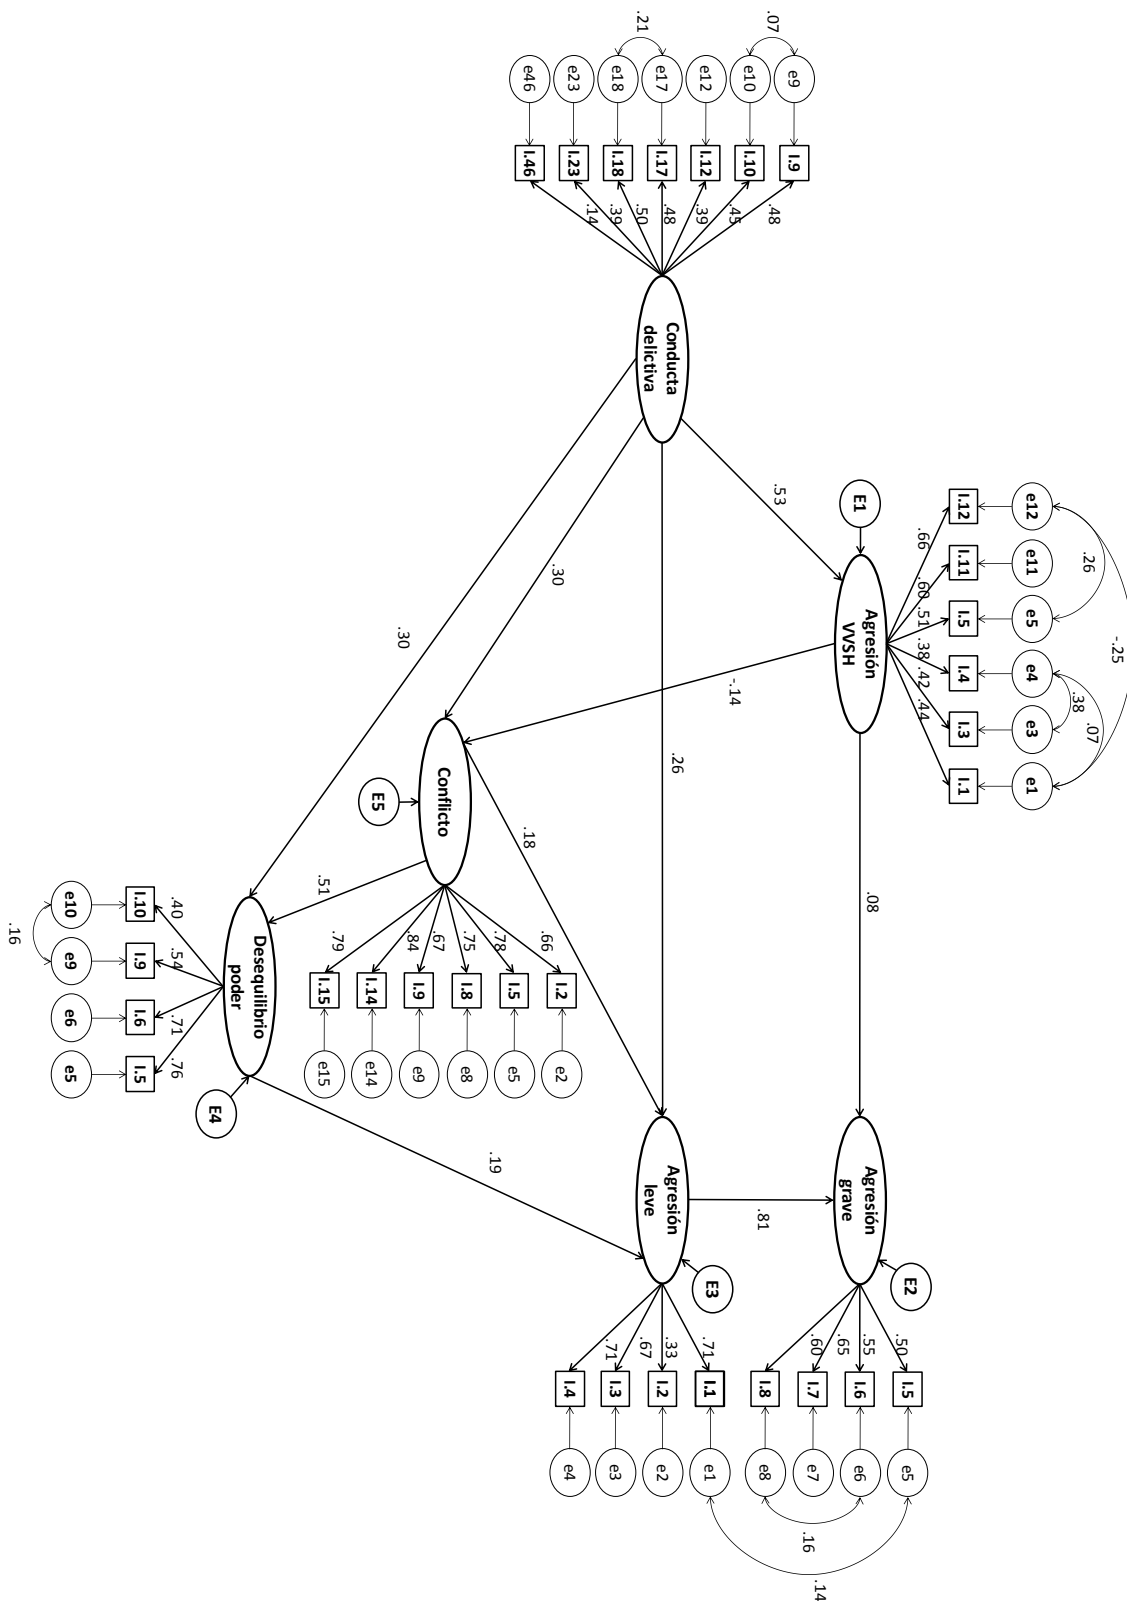 -.25
.26
.07
.38
e12
e11
e5
e4
e3
e1
I.12
I.11
I.5
I.4
I.3
I.1
.66
.60
.51
.38
.42
.44
E1
Agresión
VVSH
.53
.08
-.14
E2
Agresión
grave
.50
.55
.65
.60
I.5
I.6
I.7
I.8
e5
e6
e7
e8
.16
.14
.07
.21
e9
e10
e12
e17
e18
e23
e46
I.9
I.10
I.12
I.17
I.18
I.23
I.46
.48
.45
.39
.48
.50
.39
.14
Conducta
delictiva
.26
.30
.30
.81
E3
Agresión
leve
.71
.33
.67
.71
I.1
I.2
I.3
I.4
e1
e2
e3
e4
.18
Conflicto
E5
.66
.78
.75
.67
.84
.79
I.2
I.5
I.8
I.9
I.14
I.15
e2
e5
e8
e9
e14
e15
.51
.19
Desequilibrio
poder
E4
.40
.54
.71
.76
I.10
I.9
I.6
I.5
e10
e9
e6
e5
.16